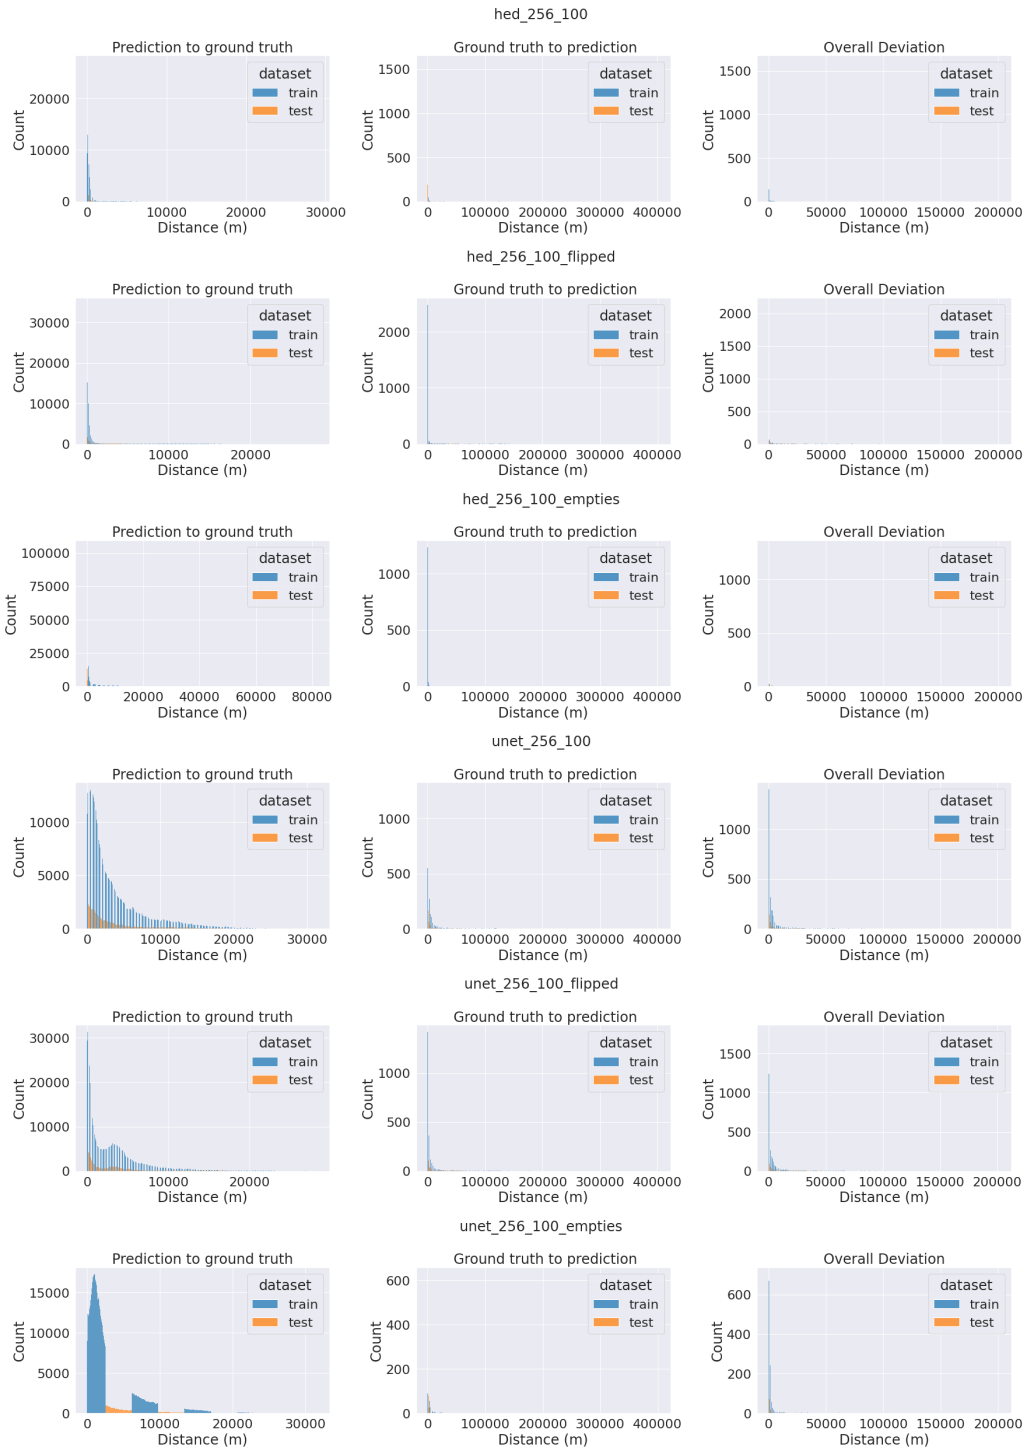 hed_256_100
Prediction to ground truth
Ground truth to prediction
Overall Deviation
dataset
train
test
dataset
train
test
dataset
train
test
Count
20000
10000
0
Count
1500
1000
500
0
Count
1500
1000
500
0
0 10000 20000 30000
0 100000 200000 300000 400000
0 50000 100000 150000 200000
Distance (m)
Distance (m)
Distance (m)
hed_256_100_flipped
Prediction to ground truth
Ground truth to prediction
Overall Deviation
dataset
train
test
dataset
train
test
dataset
train
test
Count
30000
20000
10000
0
Count
2000
1000
0
Count
2000
1500
1000
500
0
0 10000 20000
0 100000 200000 300000 400000
0 50000 100000 150000 200000
Distance (m)
Distance (m)
Distance (m)
hed_256_100_empties
Prediction to ground truth
Ground truth to prediction
Overall Deviation
dataset
train
test
dataset
train
test
dataset
train
test
Count
100000
75000
50000
25000
0
Count
1000
500
0
Count
1000
500
0
0 20000 40000 60000 80000
0 100000 200000 300000 400000
0 50000 100000 150000 200000
Distance (m)
Distance (m)
Distance (m)
unet_256_100
Prediction to ground truth
Ground truth to prediction
Overall Deviation
dataset
train
test
dataset
train
test
dataset
train
test
Count
10000
5000
0
Count
1000
500
0
Count
1000
500
0
0 10000 20000 30000
0 100000 200000 300000 400000
0 50000 100000 150000 200000
Distance (m)
Distance (m)
Distance (m)
unet_256_100_flipped
Prediction to ground truth
Ground truth to prediction
Overall Deviation
dataset
train
test
dataset
train
test
dataset
train
test
Count
30000
20000
10000
0
Count
1000
500
0
Count
1500
1000
500
0
0 10000 20000
0 100000 200000 300000 400000
0 50000 100000 150000 200000
Distance (m)
Distance (m)
Distance (m)
unet_256_100_empties
Prediction to ground truth
Ground truth to prediction
Overall Deviation
dataset
train
test
dataset
train
test
dataset
train
test
Count
15000
10000
5000
0
Count
600
400
200
0
Count
600
400
200
0
0 10000 20000 30000
0 100000 200000 300000 400000
0 50000 100000 150000 200000
Distance (m)
Distance (m)
Distance (m)